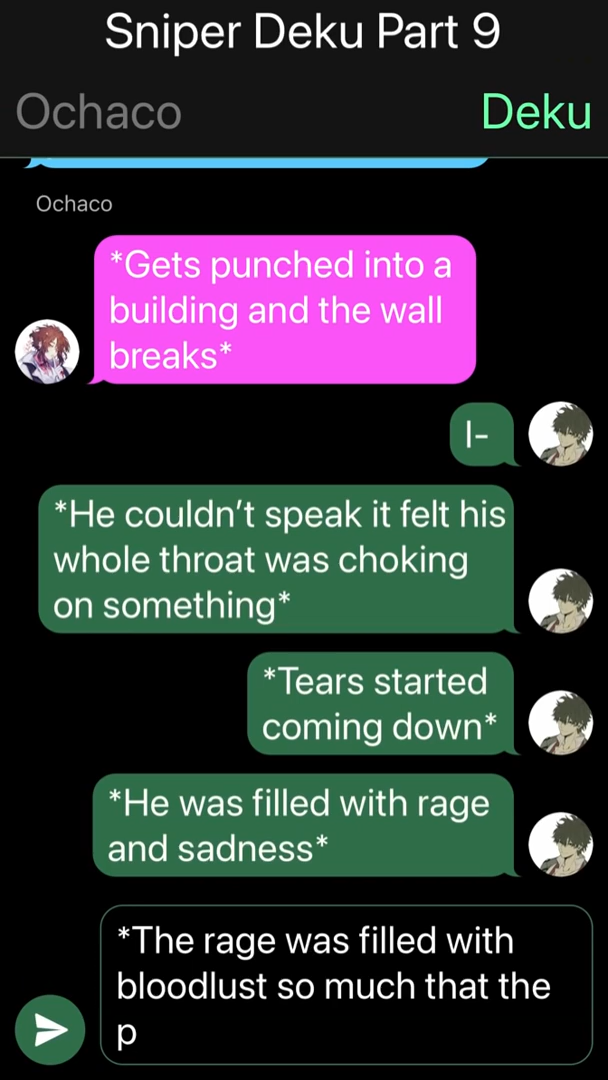 Sniper Deku Part 9
Ochaco
Deku
Ochaco
*Gets punched into a
building and the wall
breaks*
I-
*He couldn’t speak it felt his
whole throat was choking
on something*
*Tears started
coming down*
*He was filled with rage
and sadness*
*The rage was filled with
bloodlust so much that the
p